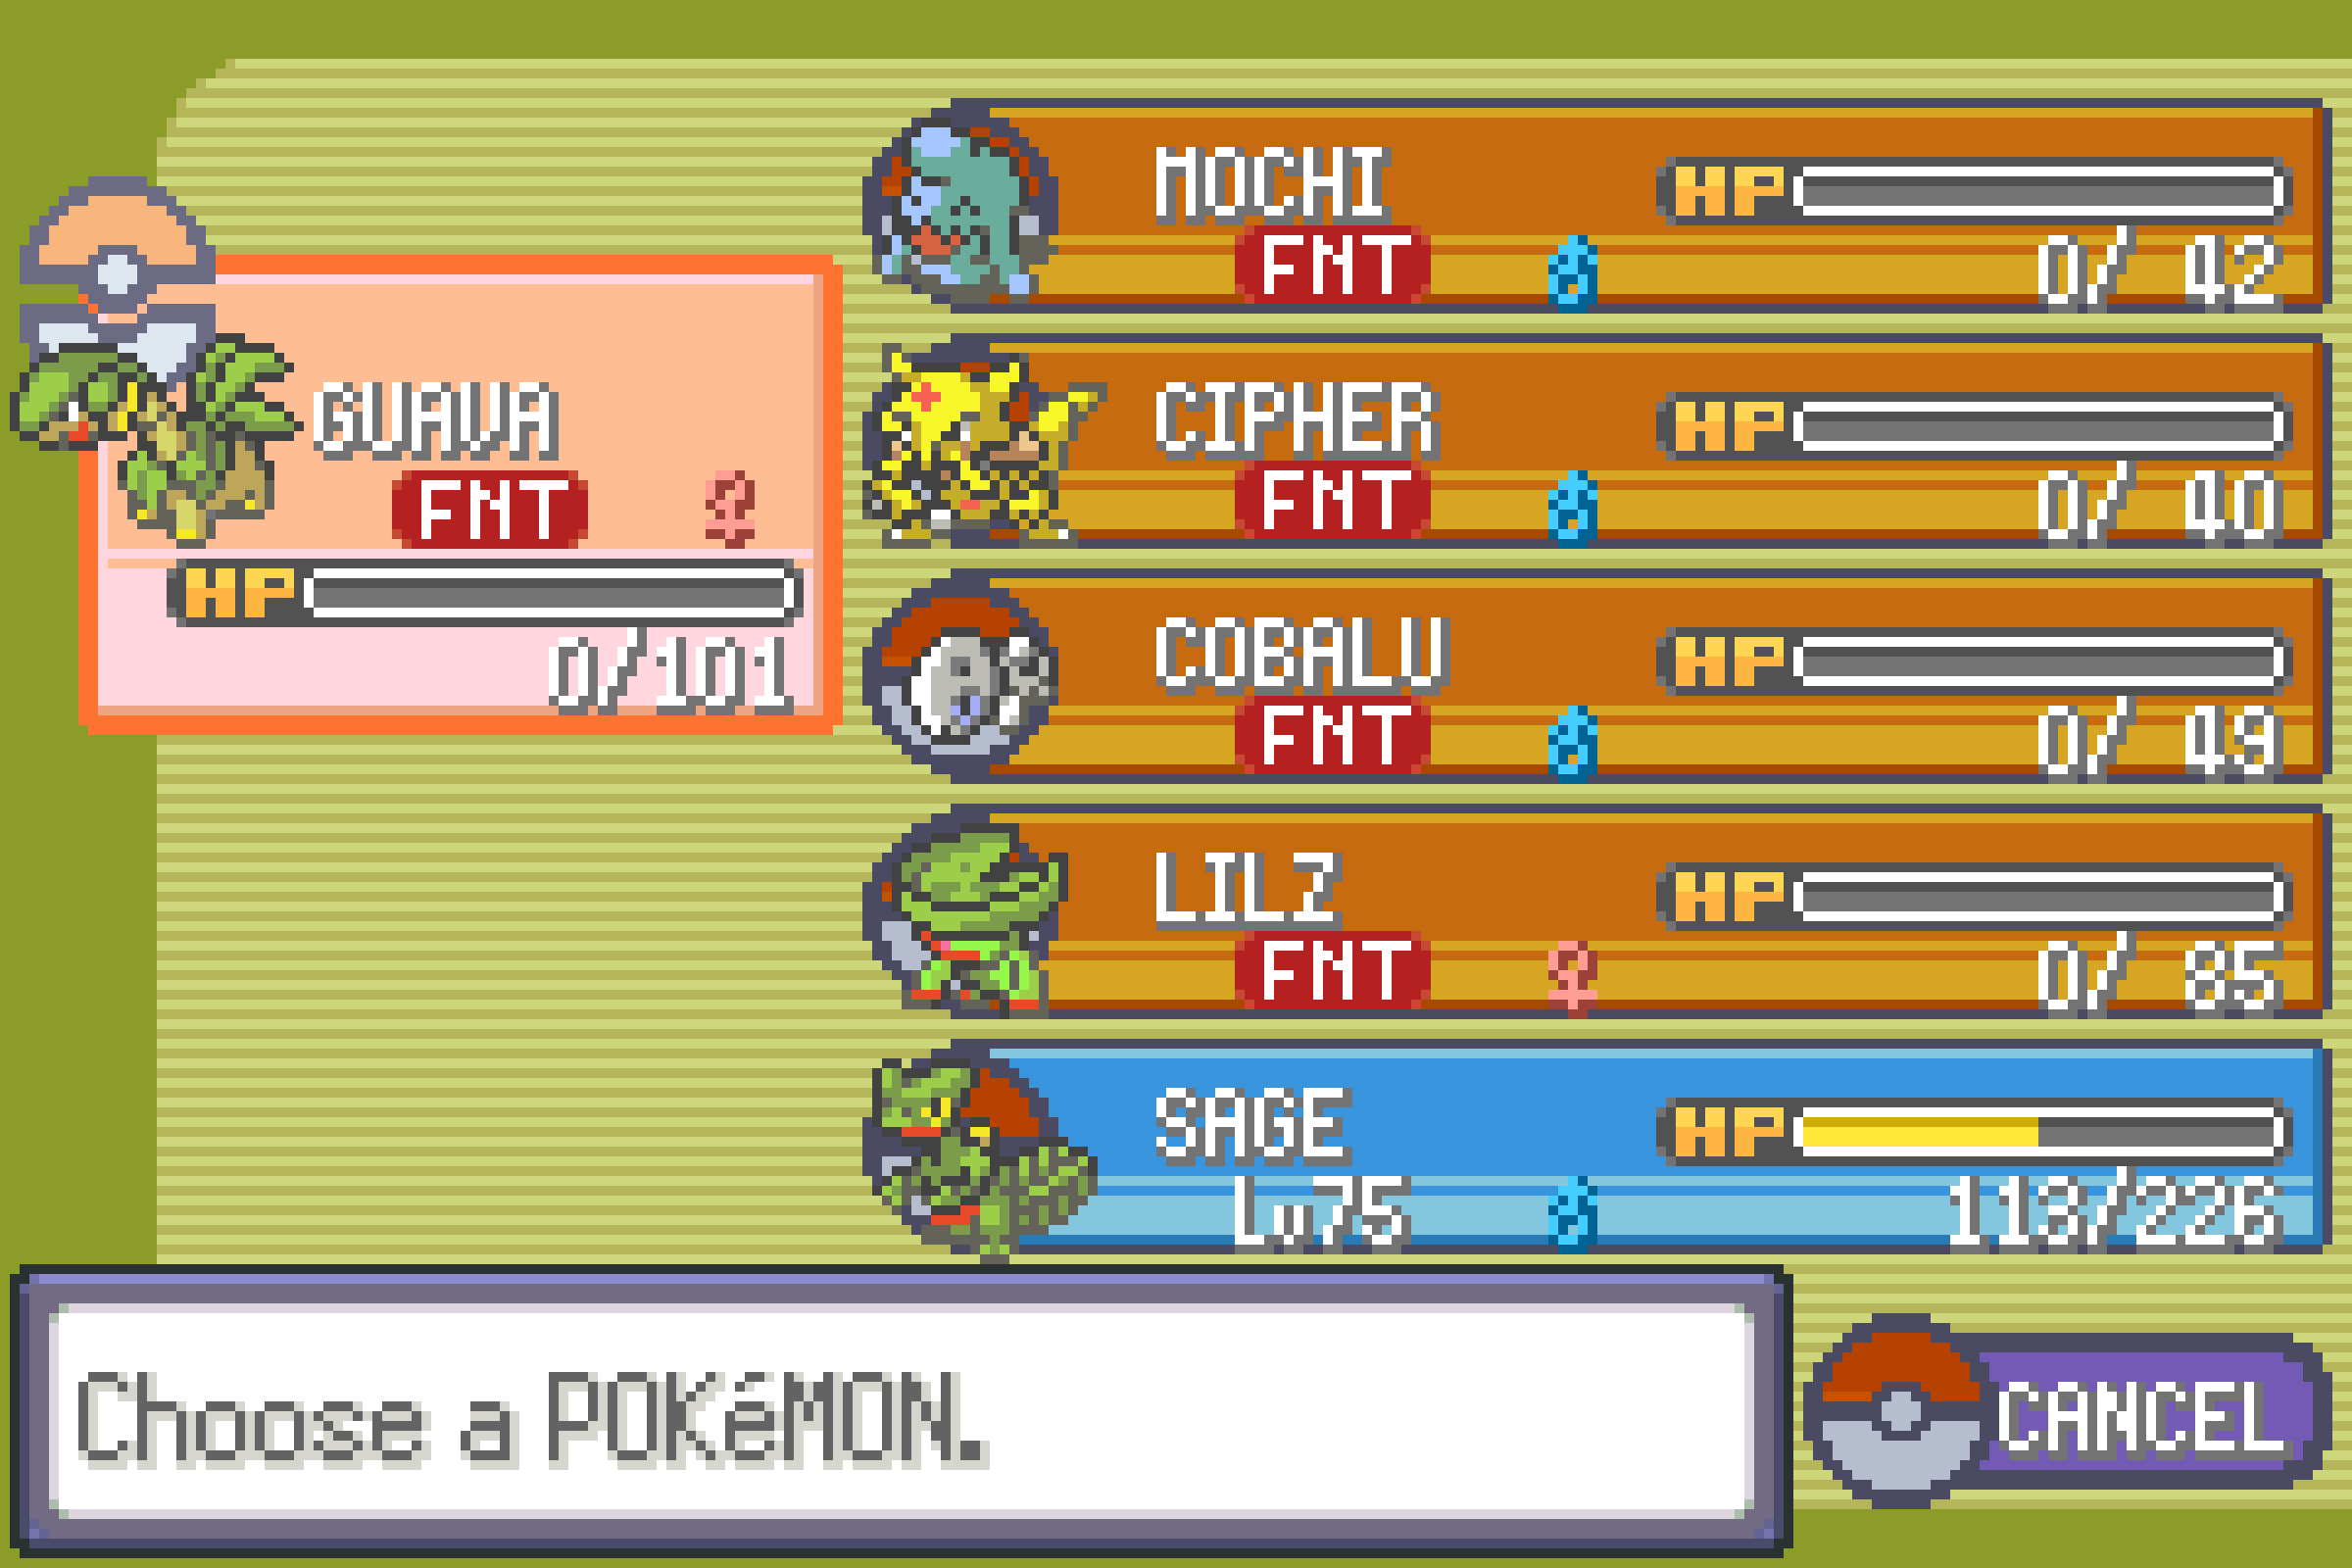 GUAVA
FNT ♀
HP
0/101
MOCHI
HP
FNT ♂
0/ 42
CIPHER
HP
FNT ♂
0/ 40
COBALU
HP
FNT ♂
0/ 49
LILZ
HP
FNT ♀
0/ 85
SAGE
HP
Lv75 ♂
113/226
Choose a POKéMON.
CANCEL